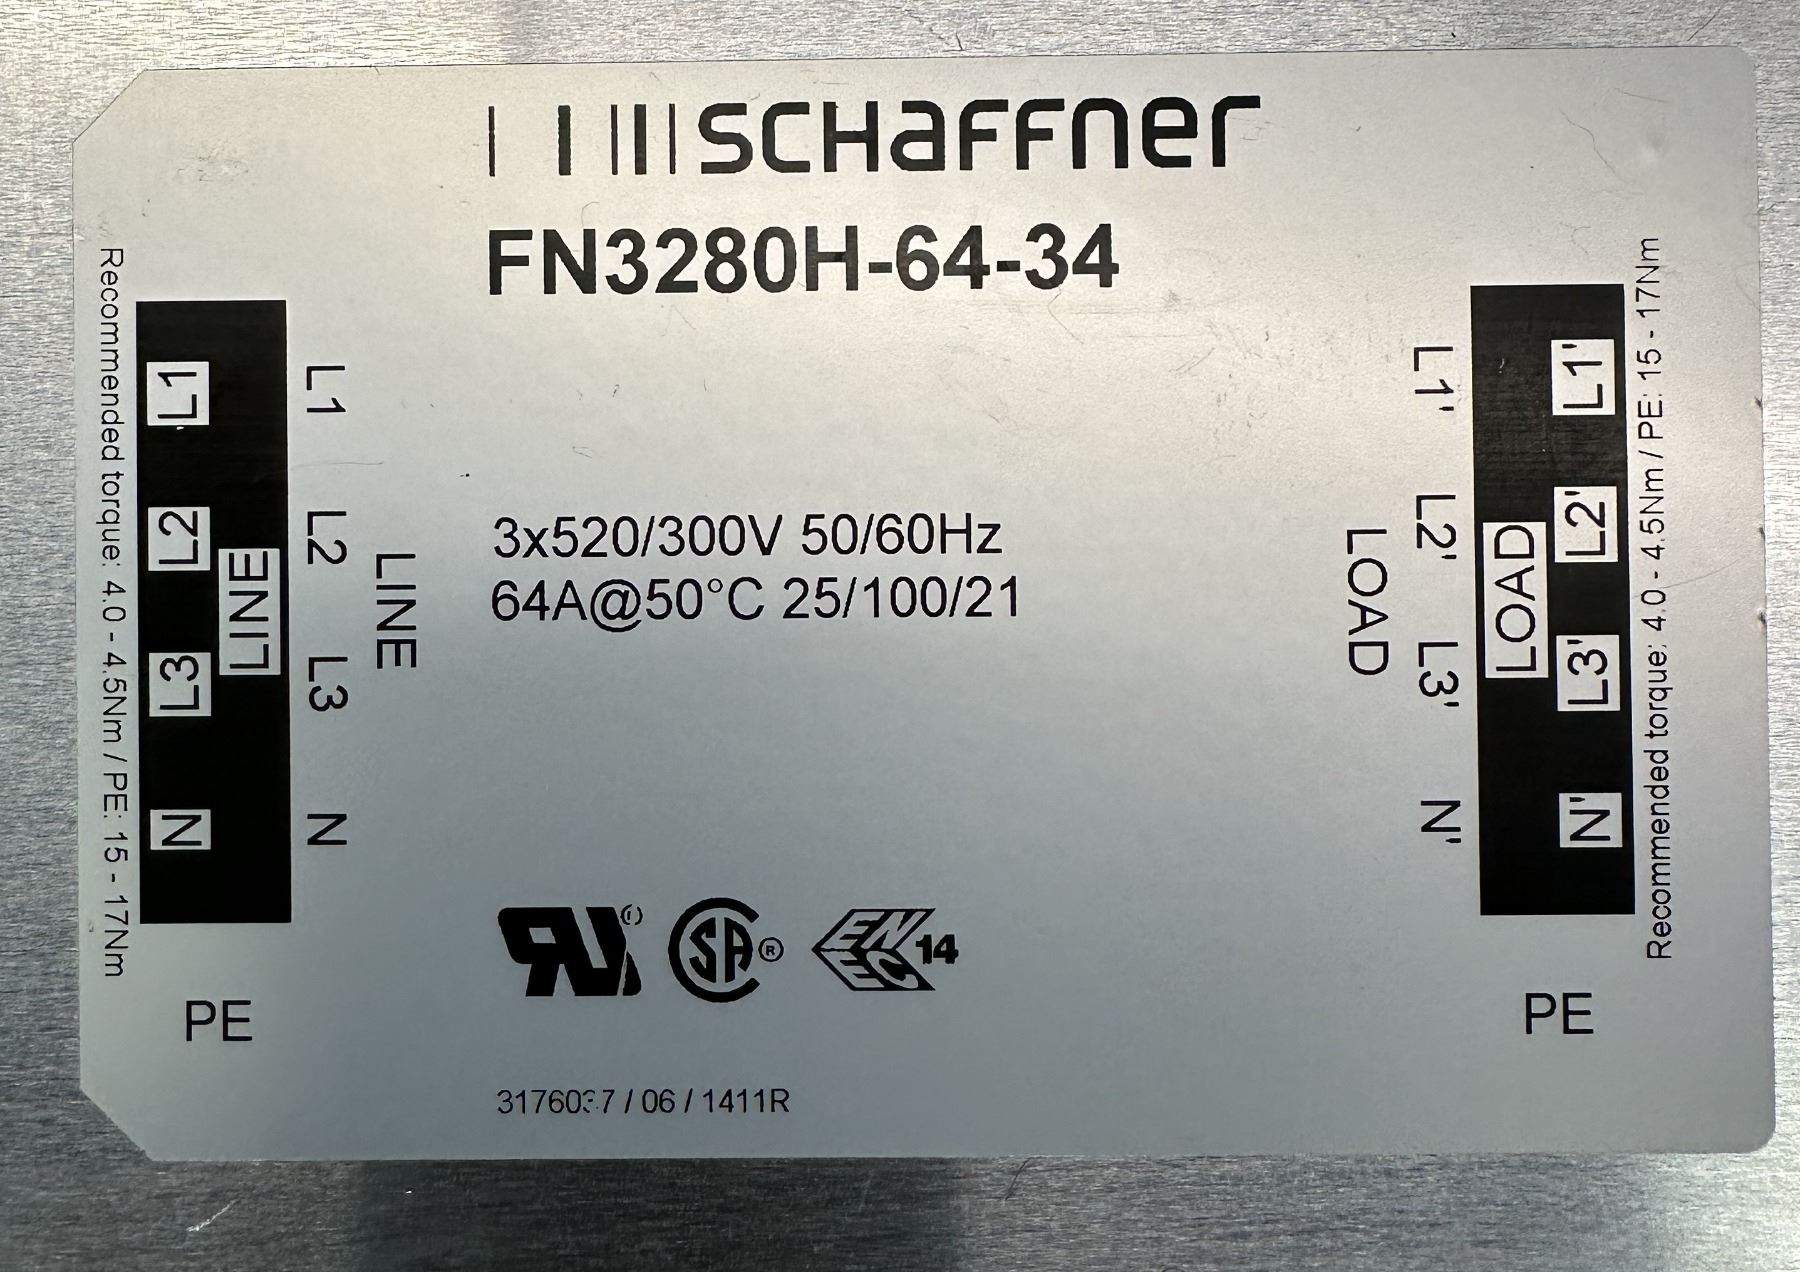 SCHAFFNER
FN3280H-64-34
Recommended torque: 4.0 - 4.5Nm / PE: 15 - 17Nm
L1
L2
L3
N
LINE
L1
L2
L3
N
LINE
3x520/300V 50/60Hz
64A@50°C 25/100/21
LOAD
L1'
L2'
L3'
N'
LOAD
L1'
L2'
L3'
N'
Recommended torque: 4.0 - 4.5Nm / PE: 15 - 17Nm
SA ®
ENEC 14
PE
PE
/ 06 / 1411R